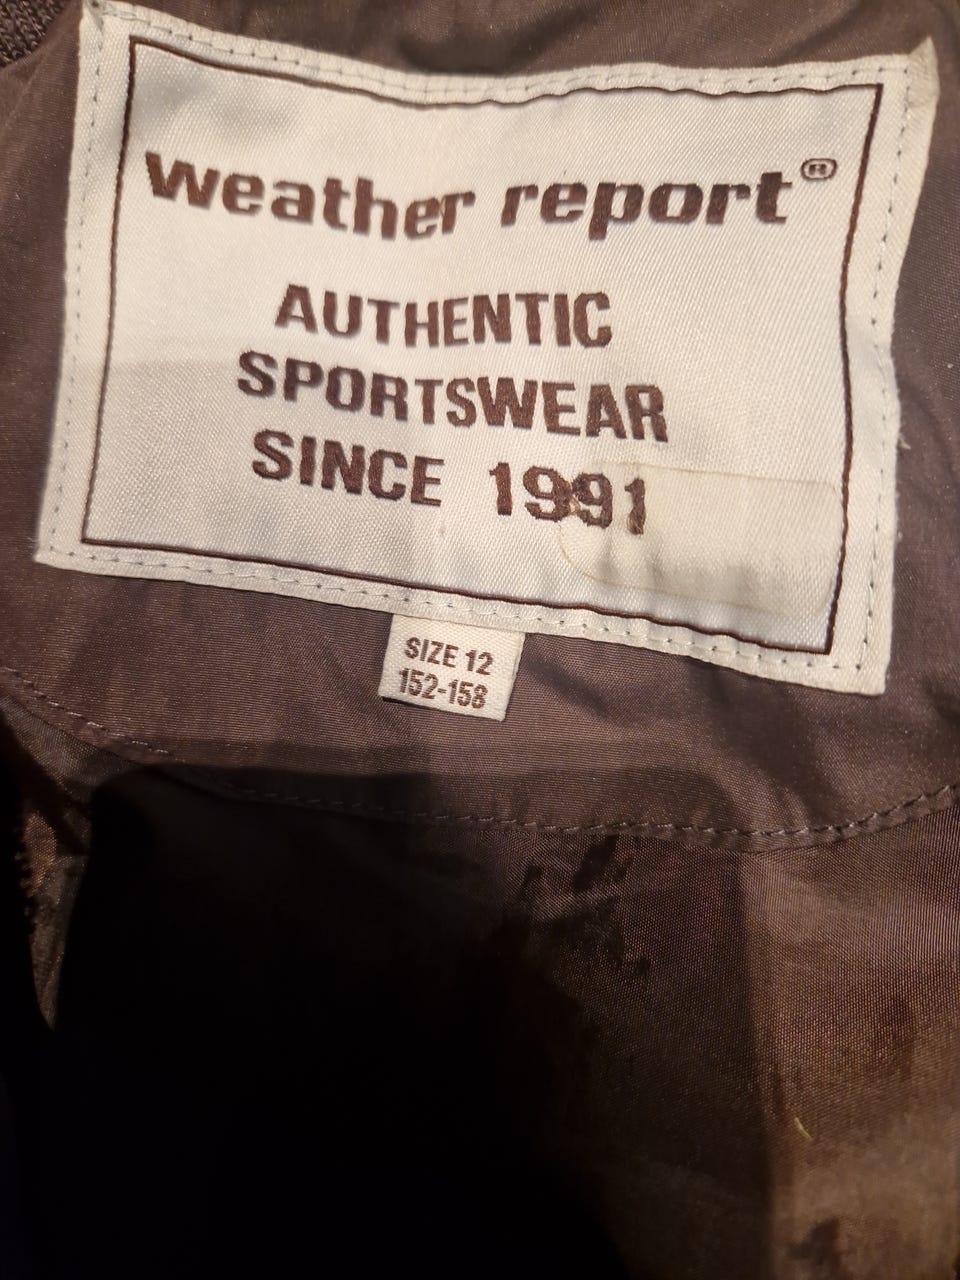 weather report®
AUTHENTIC
SPORTSWEAR
SINCE 1991
SIZE 12
152-158